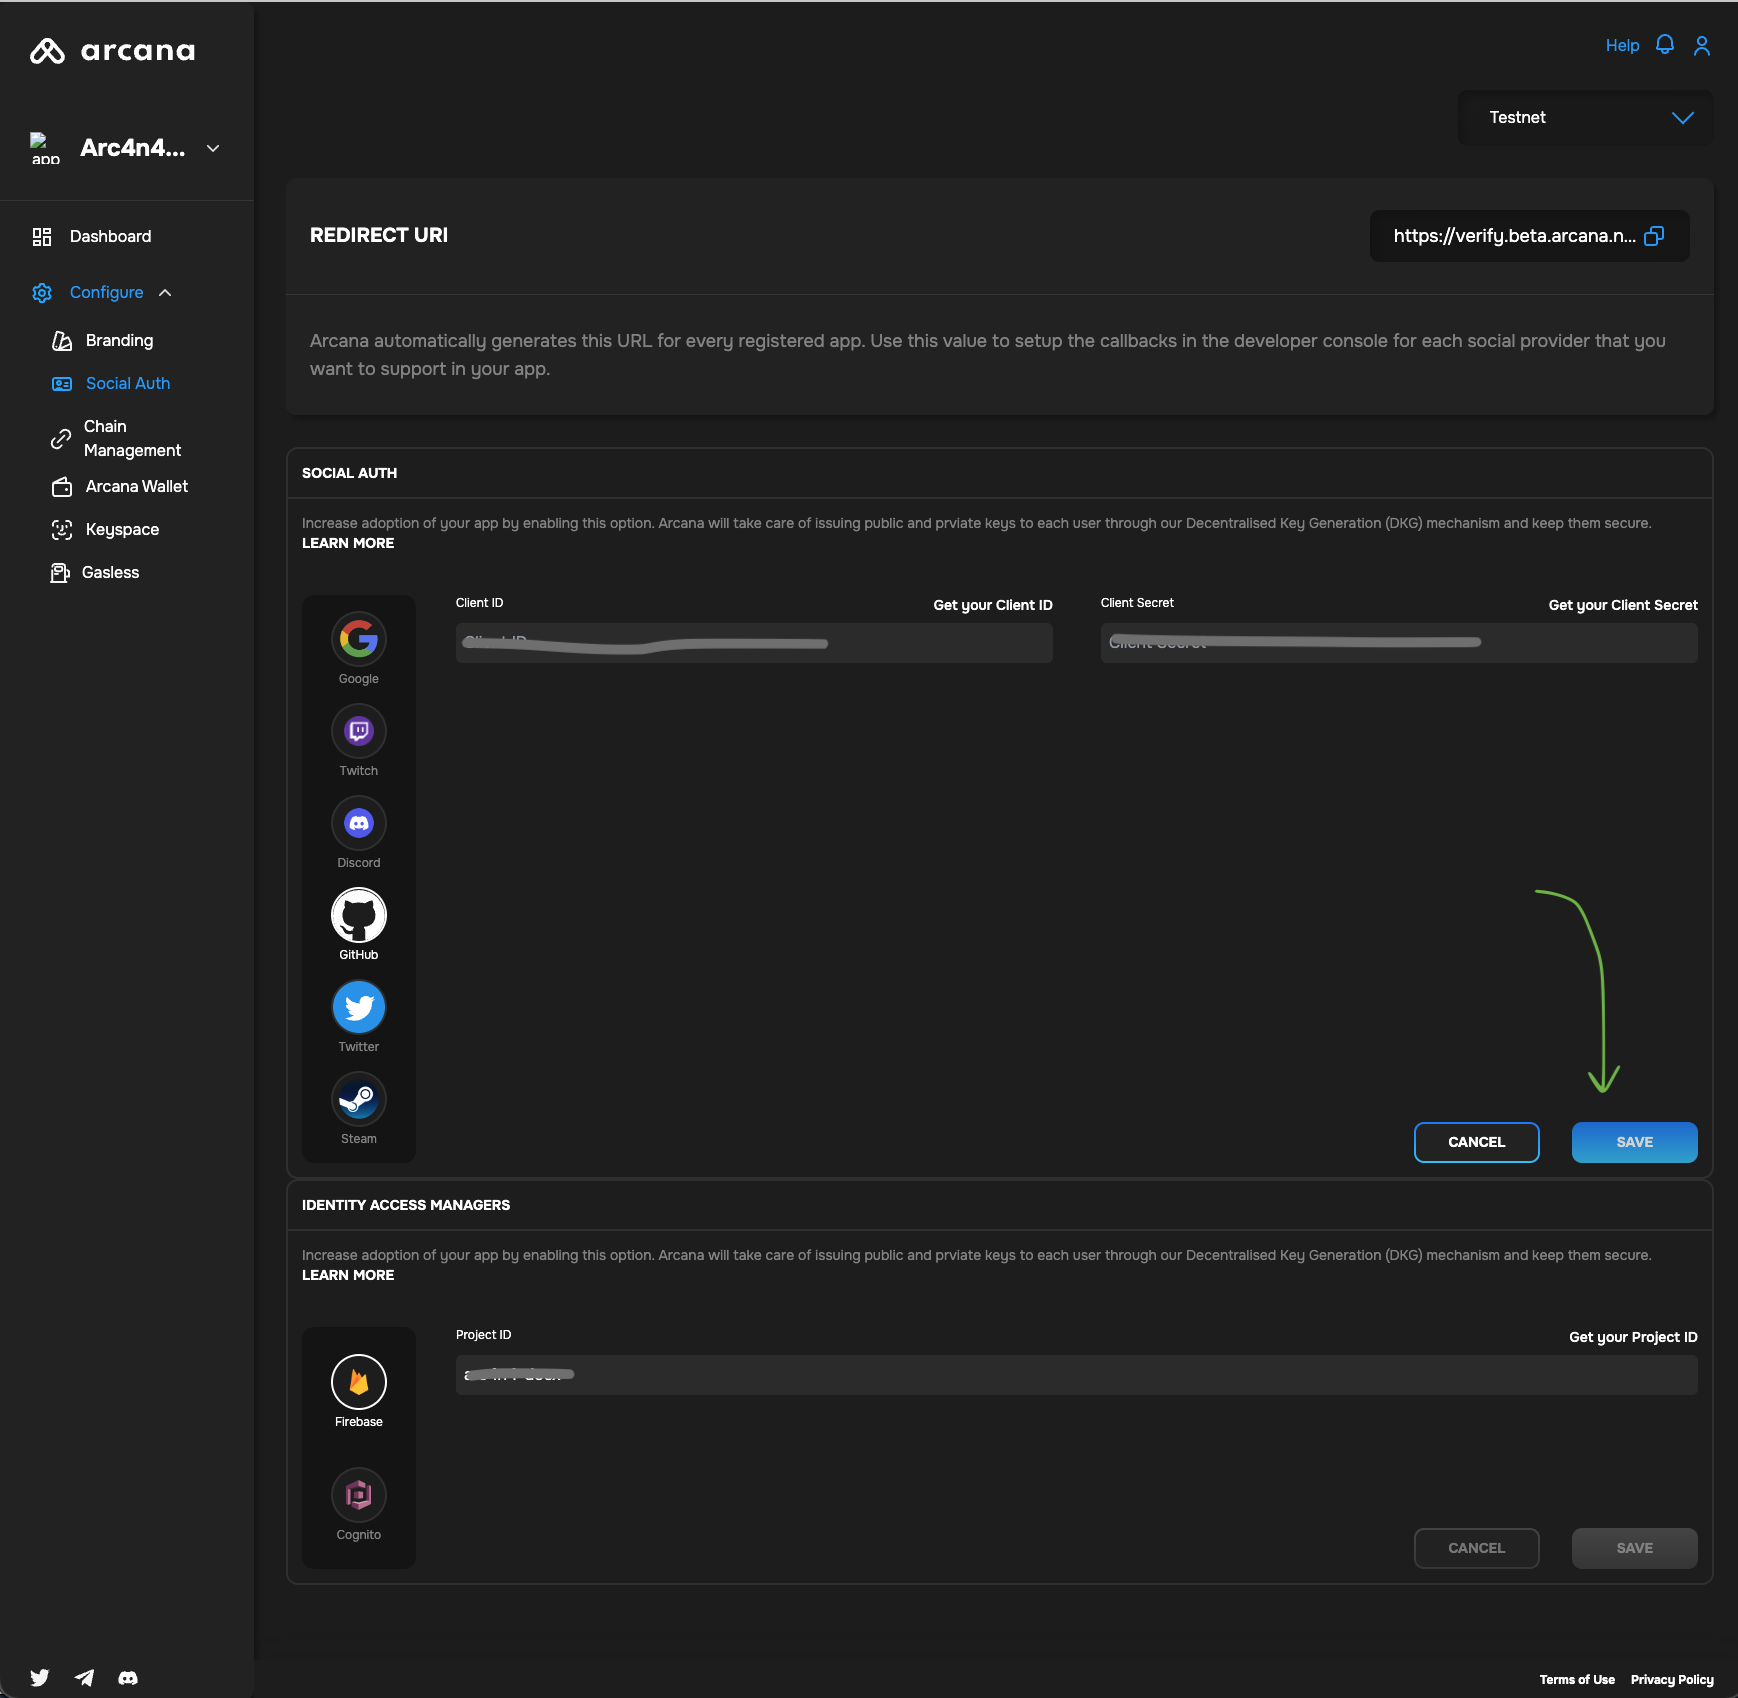 arcana
Help
app
Arc4n4...
Testnet
Dashboard
Configure
Branding
Social Auth
Chain
Management
Arcana Wallet
Keyspace
Gasless
REDIRECT URI
https://verify.beta.arcana.n...
Arcana automatically generates this URL for every registered app. Use this value to setup the callbacks in the developer console for each social provider that you
want to support in your app.
SOCIAL AUTH
Increase adoption of your app by enabling this option. Arcana will take care of issuing public and prviate keys to each user through our Decentralised Key Generation (DKG) mechanism and keep them secure.
LEARN MORE
Google
Twitch
Discord
GitHub
Twitter
Steam
Client ID
Get your Client ID
Client ID
Client Secret
Get your Client Secret
Client Secret
CANCEL
SAVE
IDENTITY ACCESS MANAGERS
Increase adoption of your app by enabling this option. Arcana will take care of issuing public and prviate keys to each user through our Decentralised Key Generation (DKG) mechanism and keep them secure.
LEARN MORE
Firebase
Cognito
Project ID
Get your Project ID
CANCEL
SAVE
Terms of Use
Privacy Policy